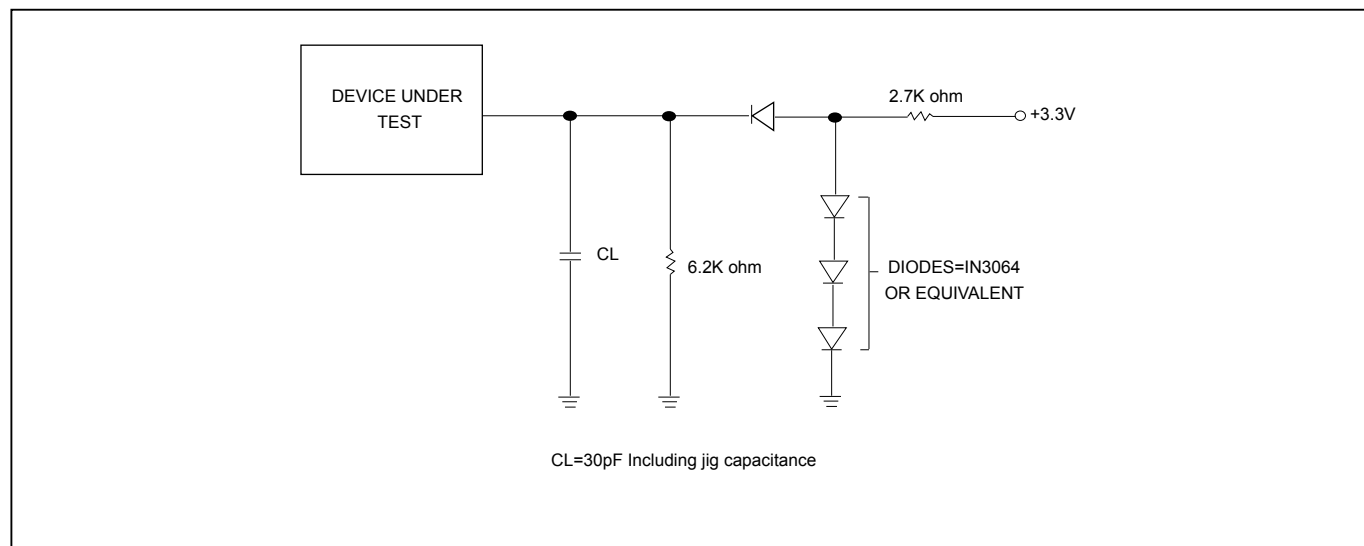 DEVICE UNDER
TEST
2.7K ohm
+3.3V
CL
6.2K ohm
DIODES=IN3064
OR EQUIVALENT
CL=30pF Including jig capacitance